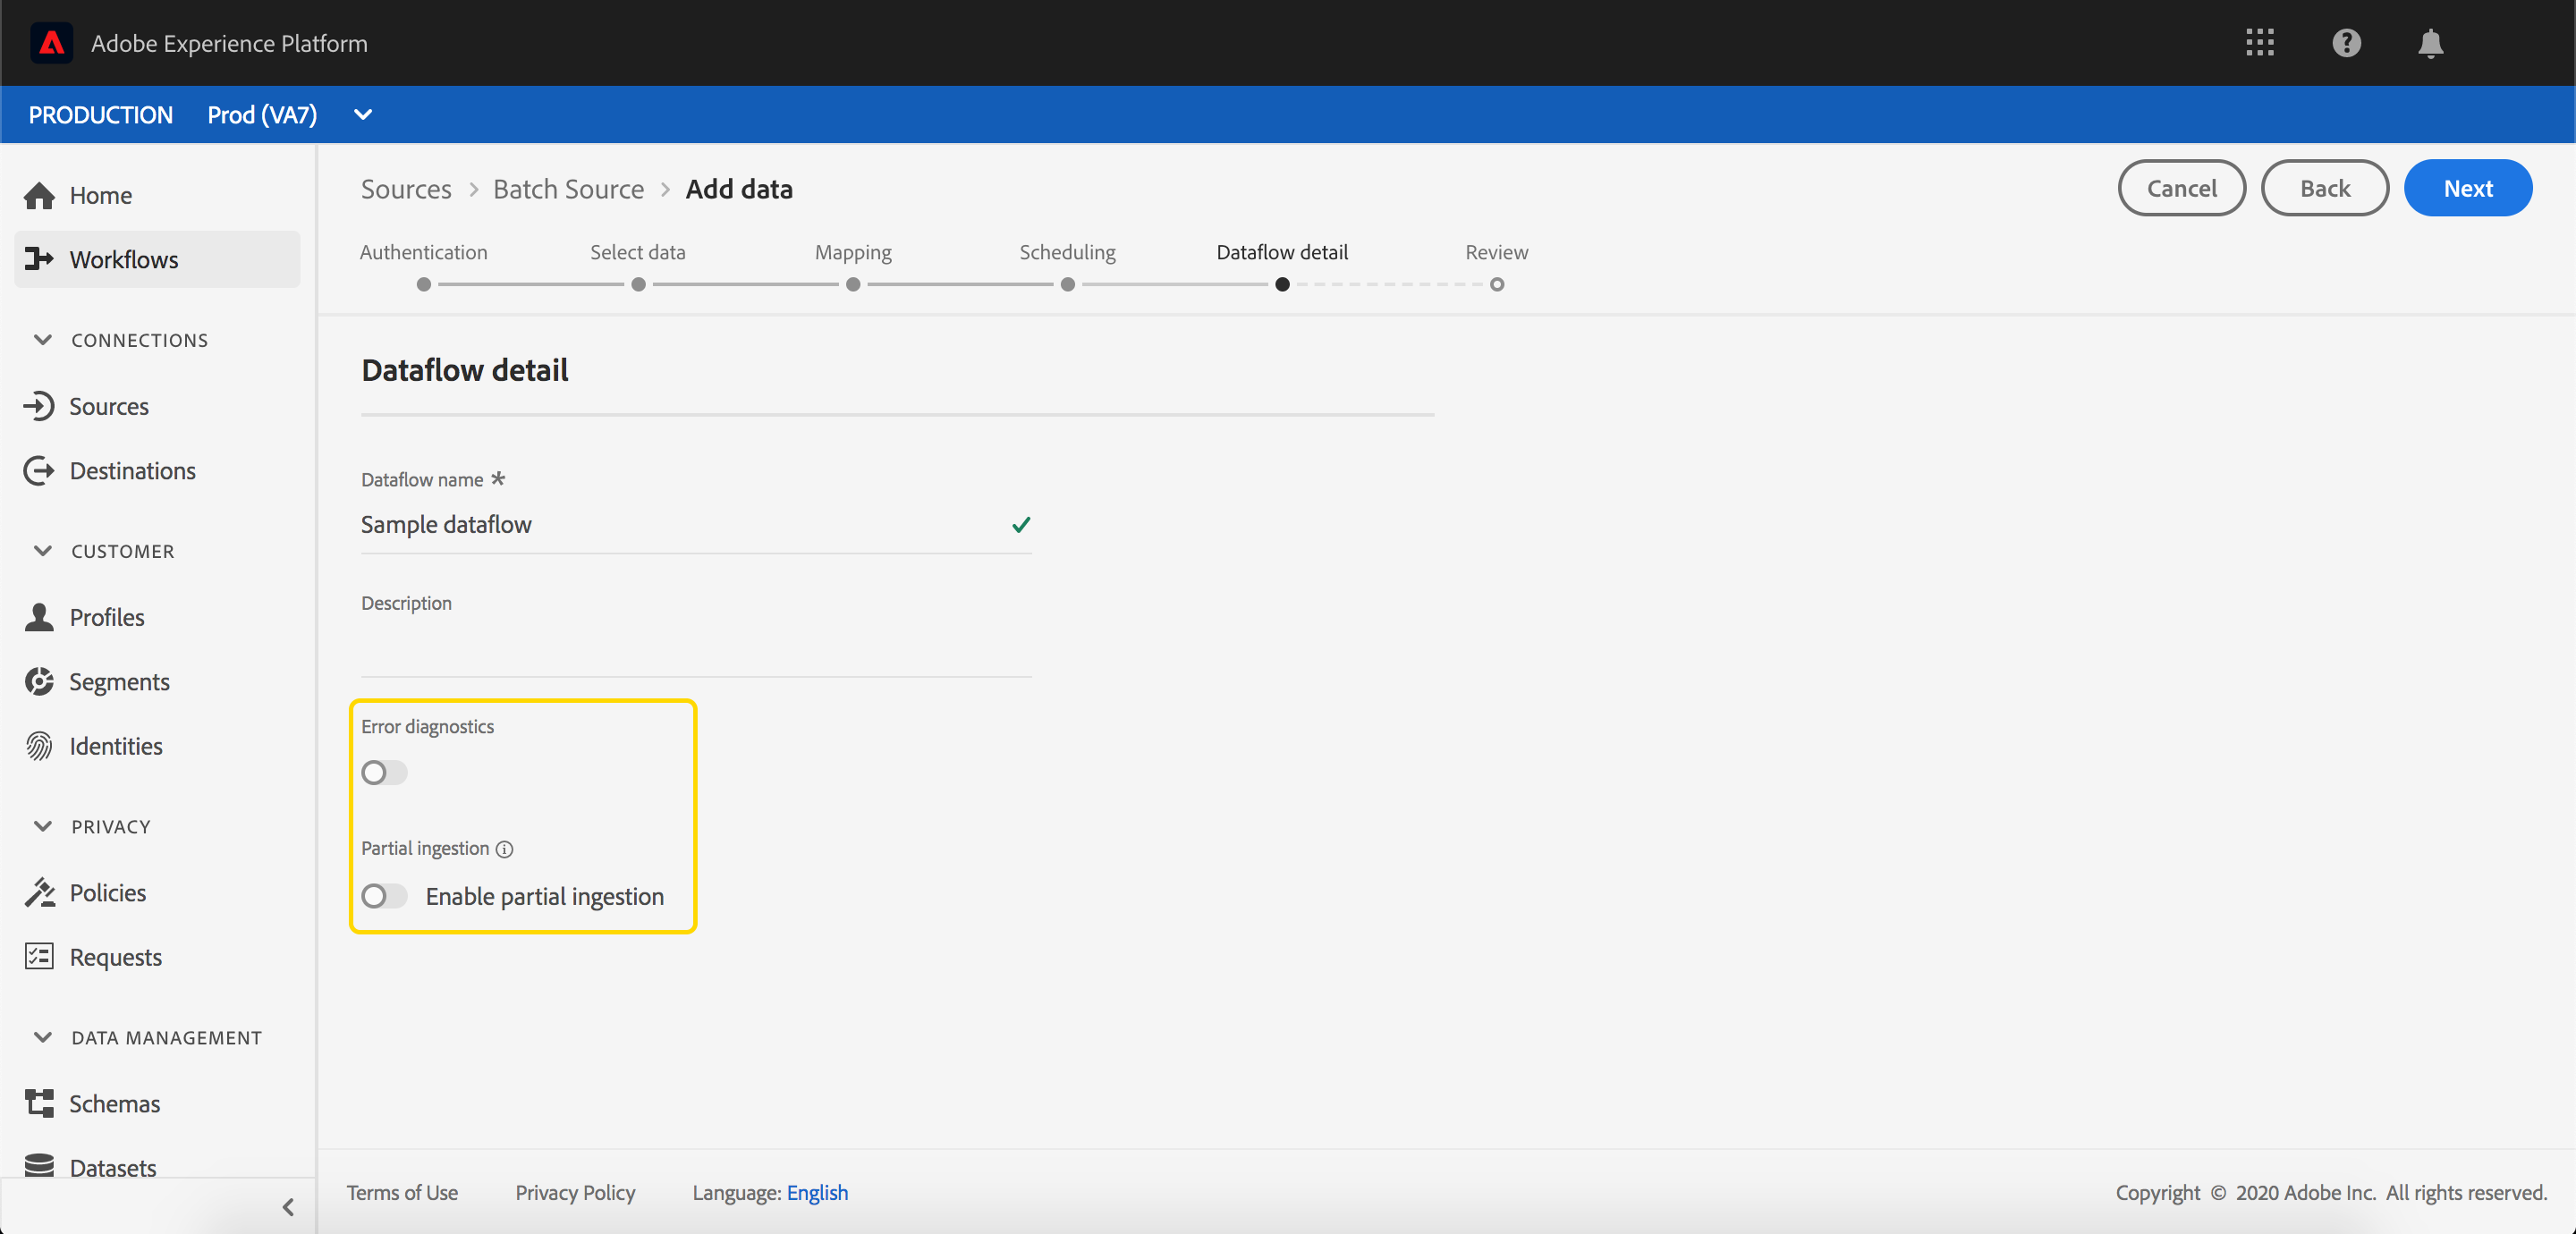 Adobe Experience Platform
PRODUCTION Prod (VA7)
Home
Workflows
CONNECTIONS
Sources
Destinations
CUSTOMER
Profiles
Segments
Identities
PRIVACY
Policies
Requests
DATA MANAGEMENT
Schemas
Datasets
Sources > Batch Source > Add data
Cancel Back Next
Authentication Select data Mapping Scheduling Dataflow detail Review
Dataflow detail
Dataflow name *
Sample dataflow
Description
Error diagnostics
Partial ingestion
Enable partial ingestion
Terms of Use Privacy Policy Language: English Copyright © 2020 Adobe Inc. All rights reserved.